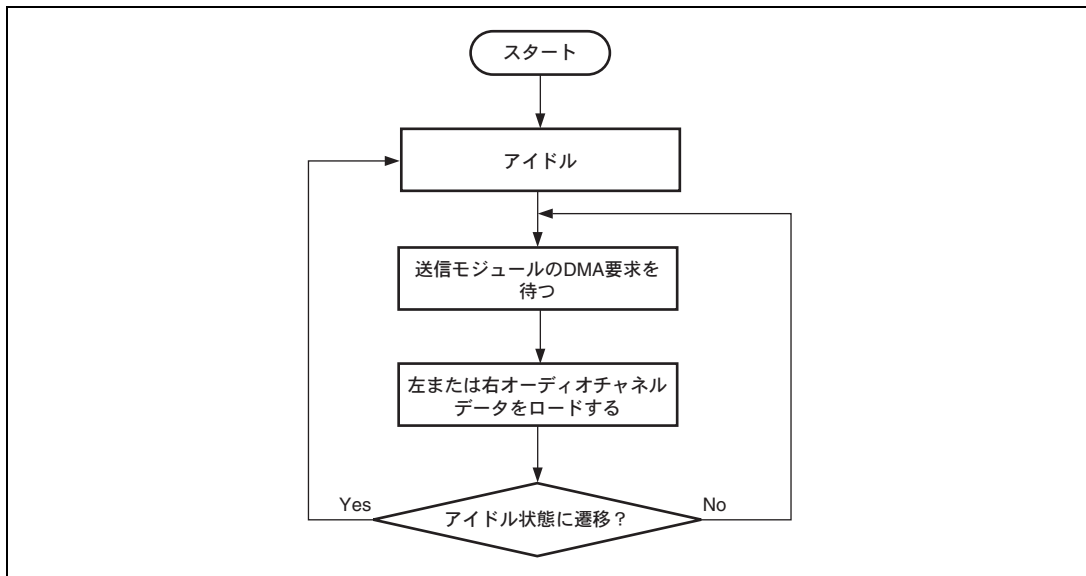 スタート
アイドル
送信モジュールのDMA要求を
待つ
左または右オーディオチャネル
データをロードする
アイドル状態に遷移？
Yes
No